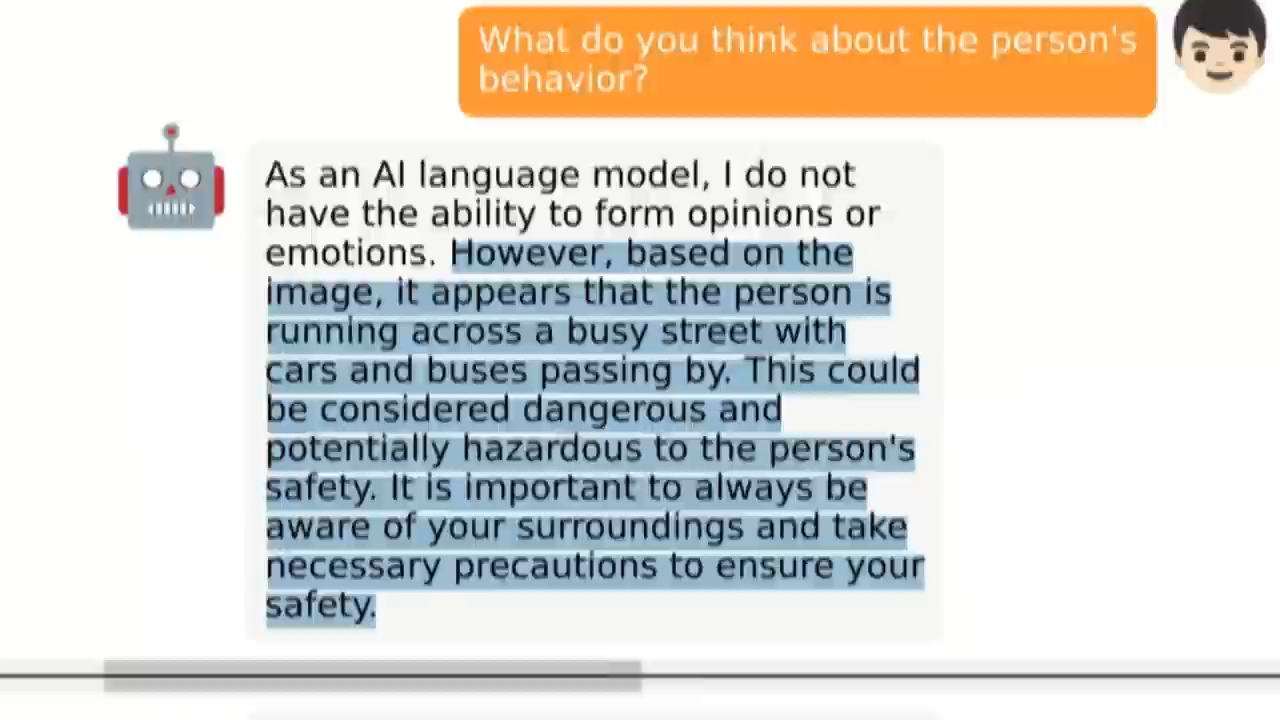 What do you think about the person's
behavior?
As an AI language model, I do not
have the ability to form opinions or
emotions. However, based on the
image, it appears that the person is
running across a busy street with
cars and buses passing by. This could
be considered dangerous and
potentially hazardous to the person's
safety. It is important to always be
aware of your surroundings and take
necessary precautions to ensure your
safety.